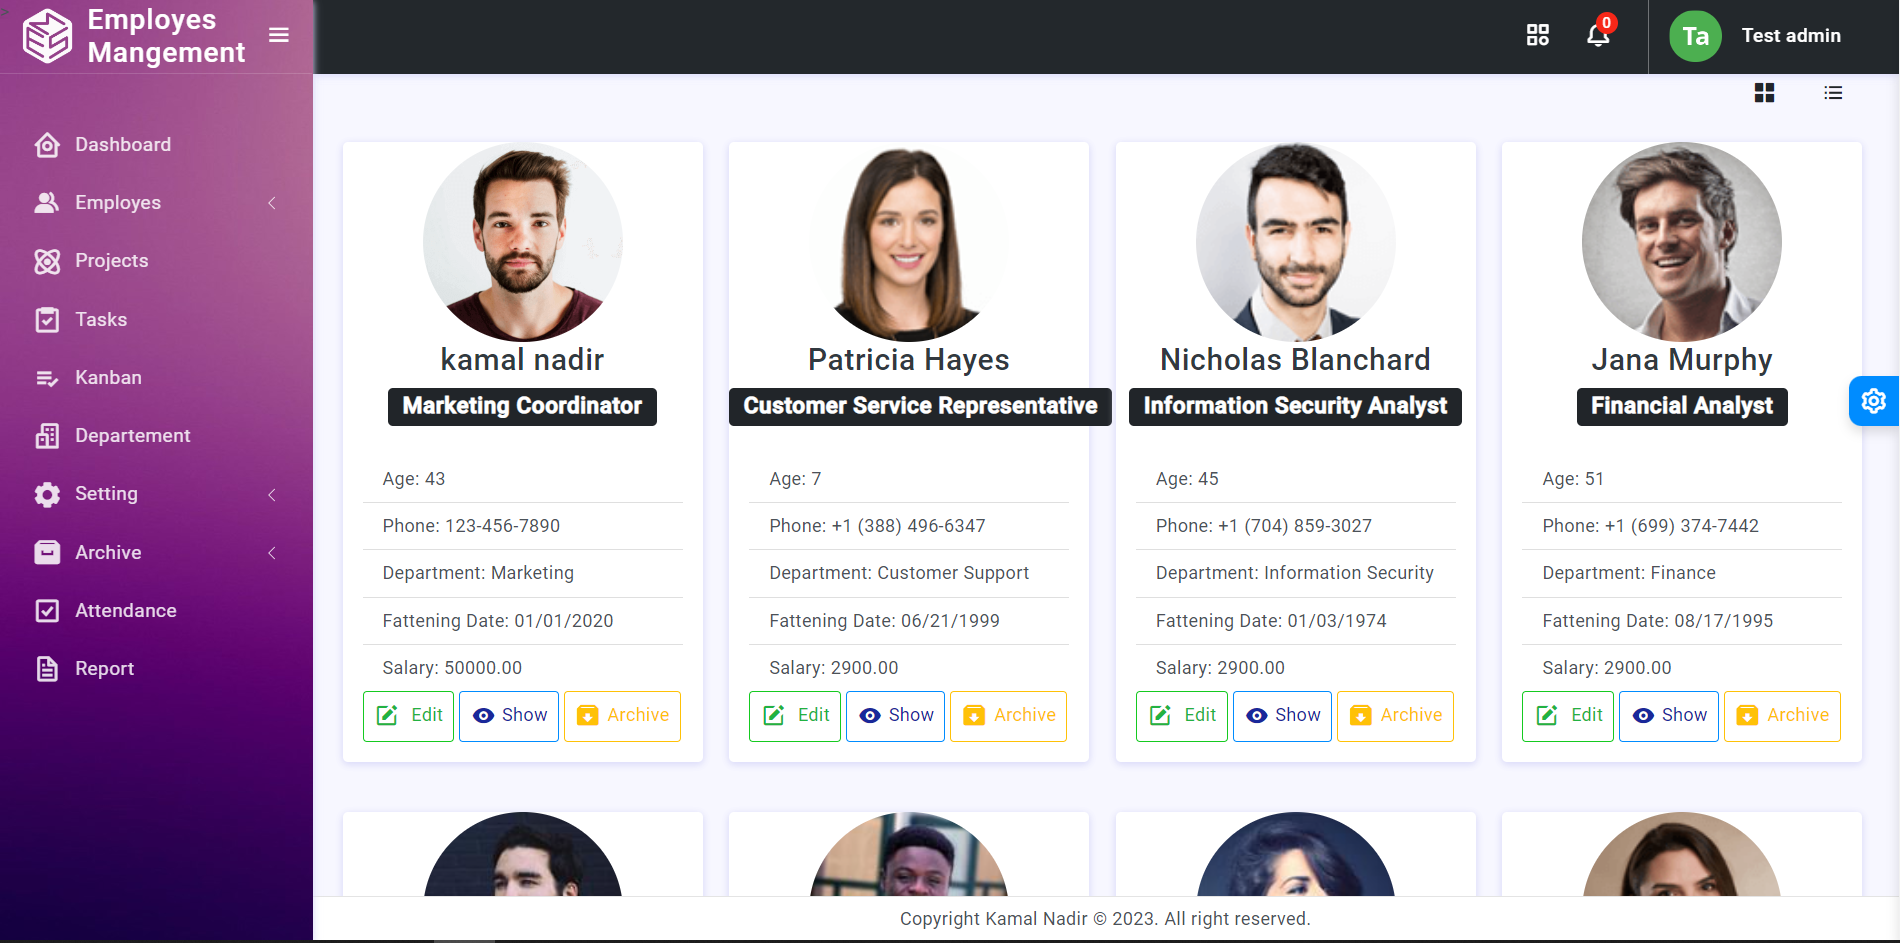 Employes
Mangement
0
Ta
Test admin
Dashboard
Employes
Projects
Tasks
Kanban
Departement
Setting
Archive
Attendance
Report
kamal nadir
Marketing Coordinator
Age: 43
Phone: 123-456-7890
Department: Marketing
Fattening Date: 01/01/2020
Salary: 50000.00
Edit
Show
Archive
Patricia Hayes
Customer Service Representative
Age: 7
Phone: +1 (388) 496-6347
Department: Customer Support
Fattening Date: 06/21/1999
Salary: 2900.00
Edit
Show
Archive
Nicholas Blanchard
Information Security Analyst
Age: 45
Phone: +1 (704) 859-3027
Department: Information Security
Fattening Date: 01/03/1974
Salary: 2900.00
Edit
Show
Archive
Jana Murphy
Financial Analyst
Age: 51
Phone: +1 (699) 374-7442
Department: Finance
Fattening Date: 08/17/1995
Salary: 2900.00
Edit
Show
Archive
Copyright Kamal Nadir © 2023. All right reserved.